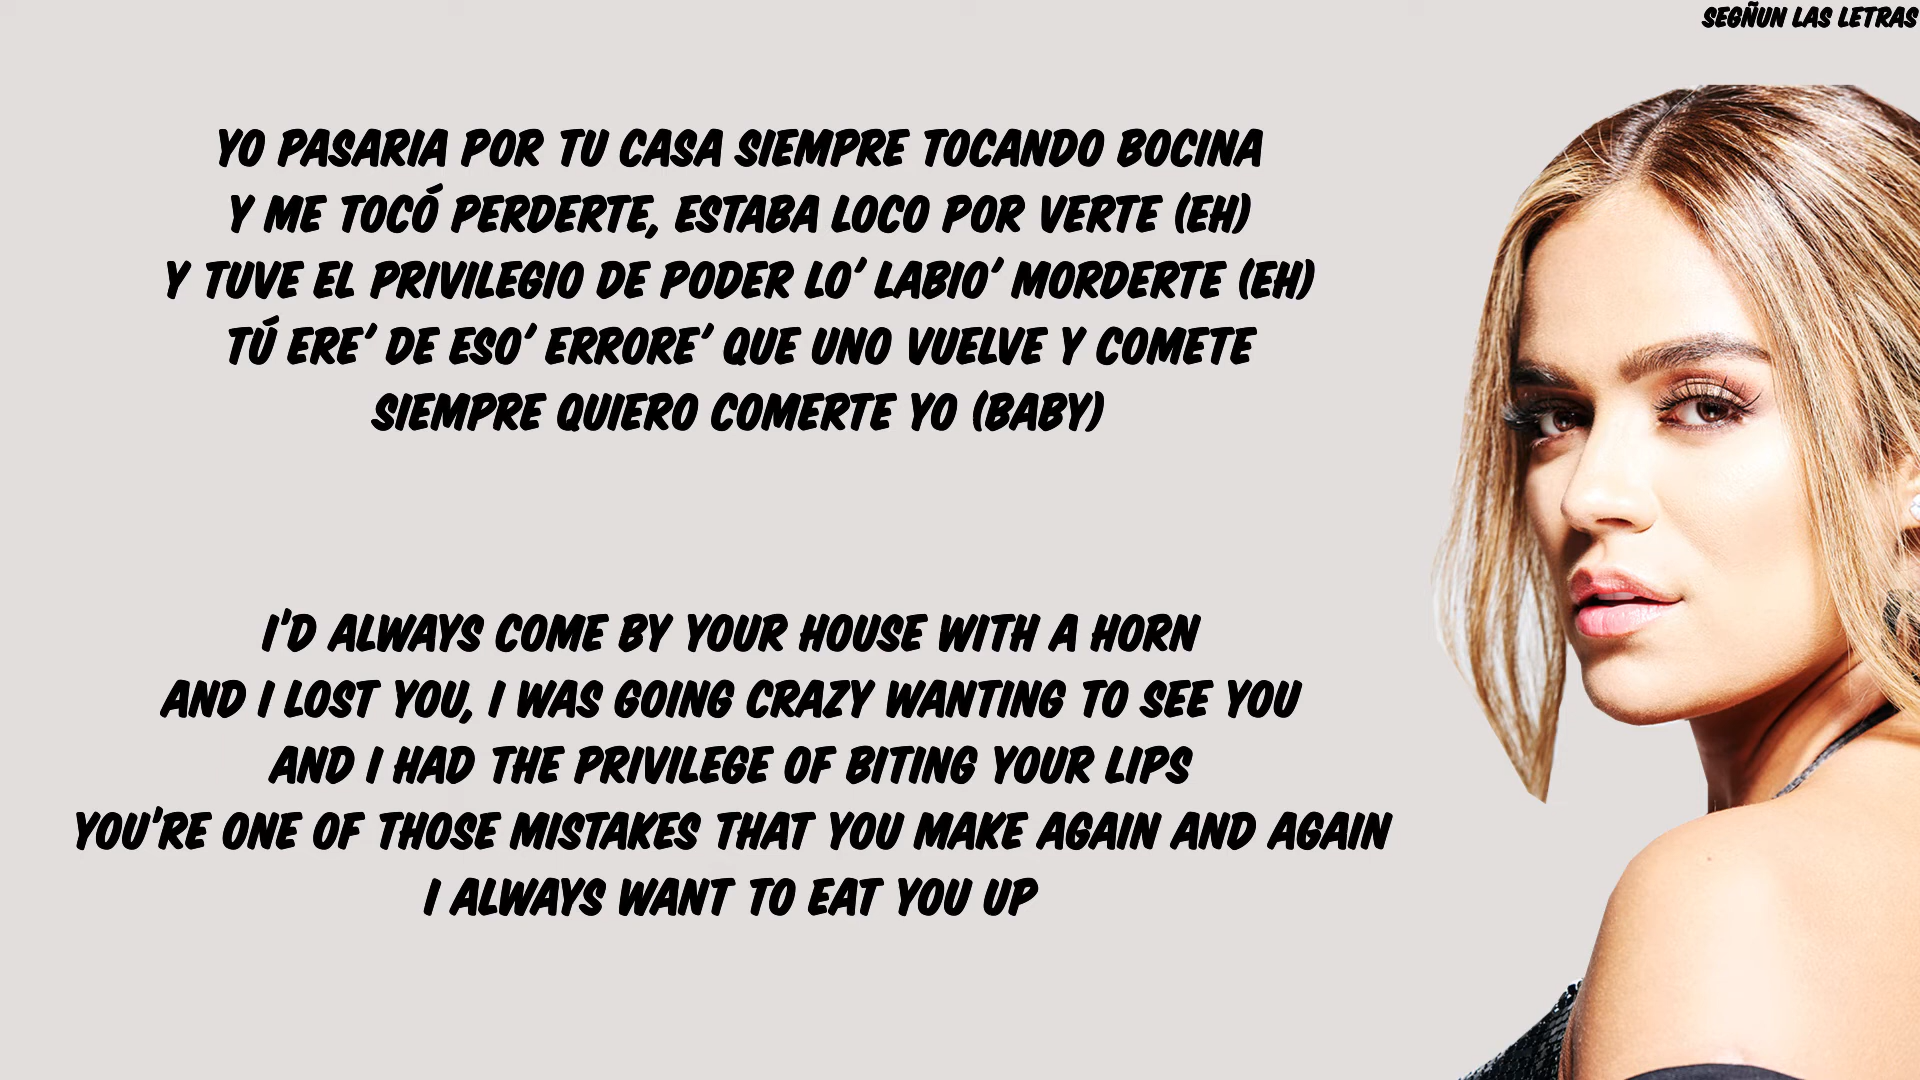 SEGÑUN LAS LETRAS
YO PASARIA POR TU CASA SIEMPRE TOCANDO BOCINA
Y ME TOCÓ PERDERTE, ESTABA LOCO POR VERTE (EH)
Y TUVE EL PRIVILEGIO DE PODER LO' LABIO' MORDERTE (EH)
TÚ ERE' DE ESO' ERRORE' QUE UNO VUELVE Y COMETE
SIEMPRE QUIERO COMERTE YO (BABY)
I'D ALWAYS COME BY YOUR HOUSE WITH A HORN
AND I LOST YOU, I WAS GOING CRAZY WANTING TO SEE YOU
AND I HAD THE PRIVILEGE OF BITING YOUR LIPS
YOU'RE ONE OF THOSE MISTAKES THAT YOU MAKE AGAIN AND AGAIN
I ALWAYS WANT TO EAT YOU UP